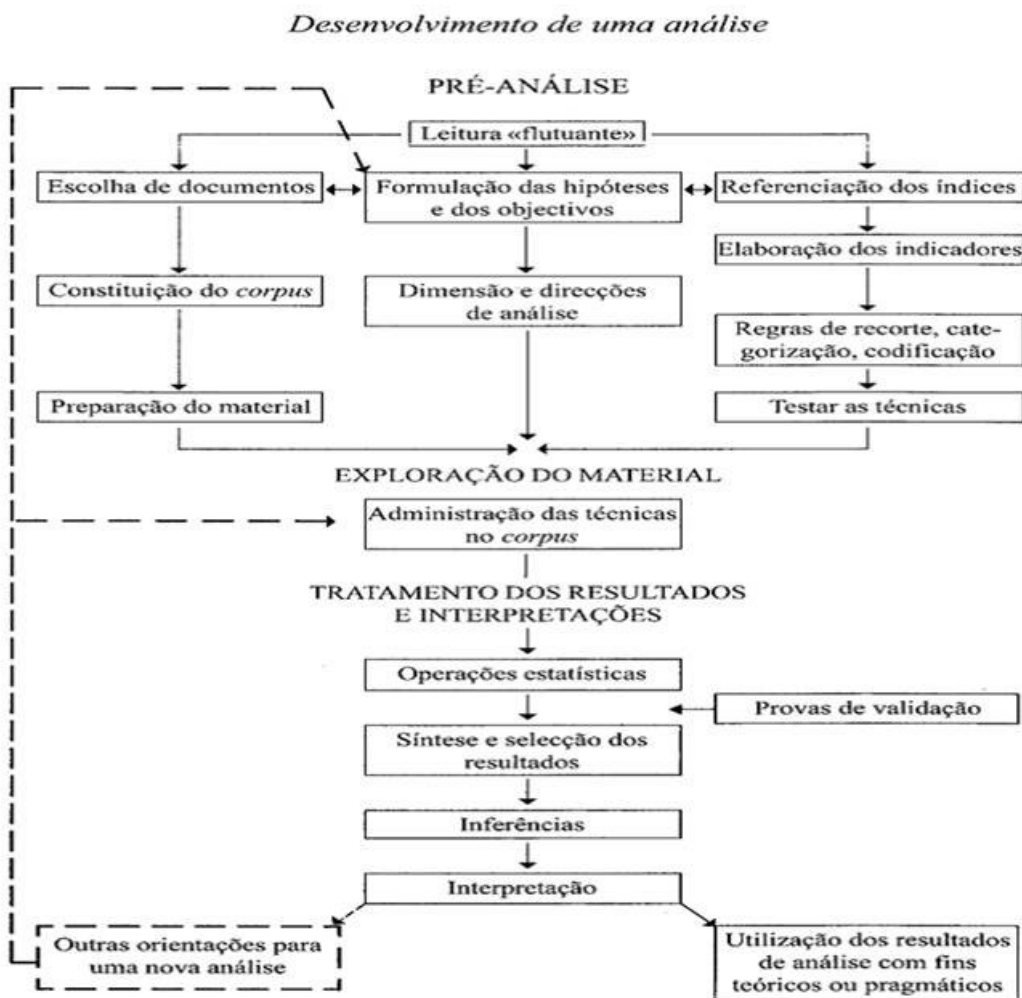 Desenvolvimento de uma análise
PRÉ-ANÁLISE
Leitura «flutuante»
Escolha de documentos
Formulação das hipóteses
e dos objectivos
Referenciação dos índices
Elaboração dos indicadores
Constituição do corpus
Dimensão e direcções
de análise
Regras de recorte, cate-
gorização, codificação
Preparação do material
Testar as técnicas
EXPLORAÇÃO DO MATERIAL
Administração das técnicas
no corpus
TRATAMENTO DOS RESULTADOS
E INTERPRETAÇÕES
Operações estatísticas
Provas de validação
Síntese e selecção dos
resultados
Inferências
Interpretação
Outras orientações para
uma nova análise
Utilização dos resultados
de análise com fins
teóricos ou pragmáticos